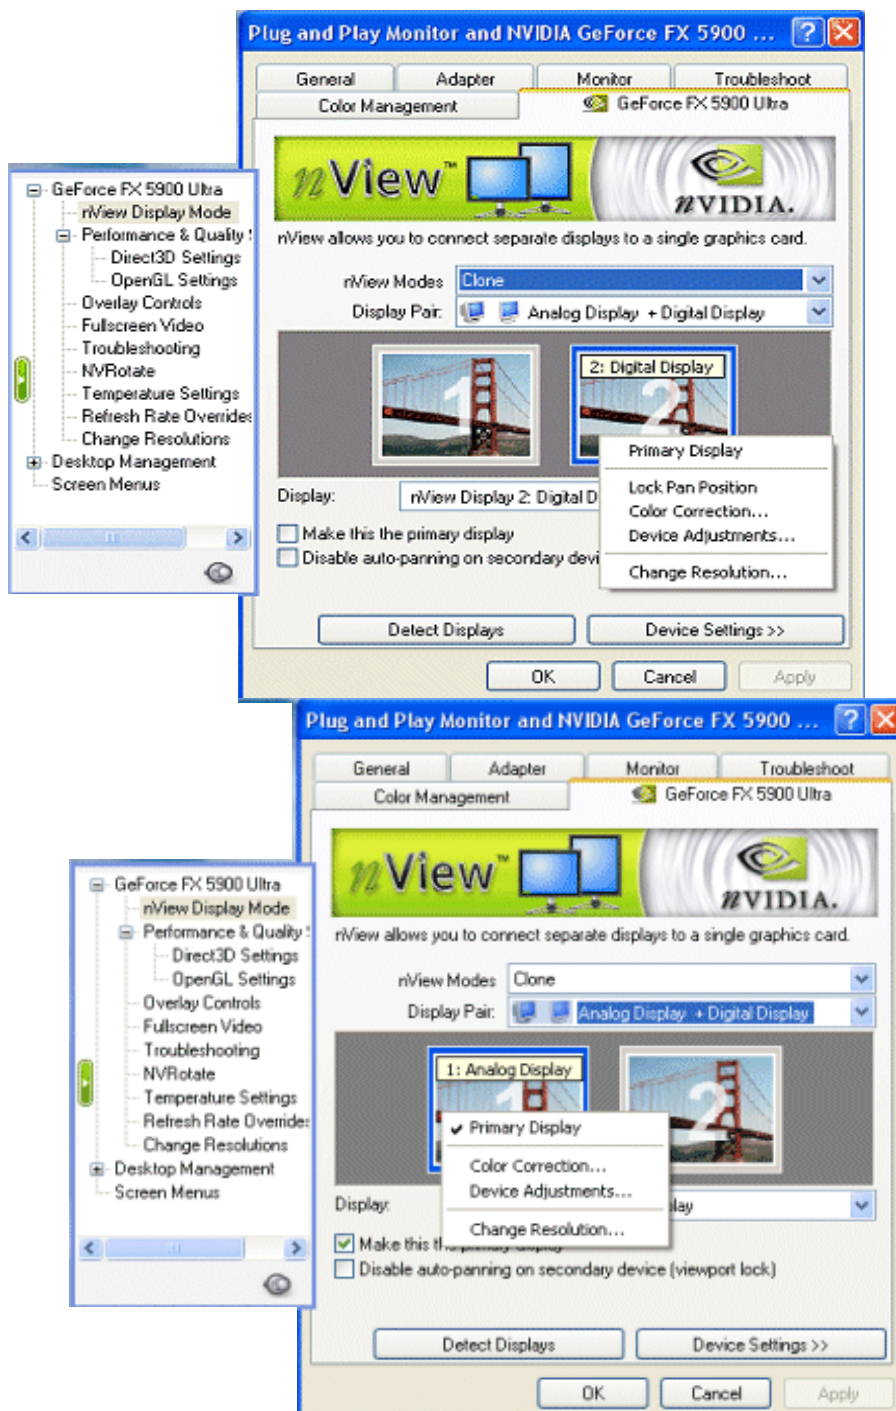 Plug and Play Monitor and NVIDIA GeForce FX 5900 ...
General Adapter Monitor Troubleshoot
Color Management GeForce FX 5900 Ultra
nView™
nVIDIA.
nView allows you to connect separate displays to a single graphics card.
nView Modes Clone
Display Pair: Analog Display + Digital Display
1
2: Digital Display
2
Primary Display
Lock Pan Position
Color Correction...
Device Adjustments...
Change Resolution...
Display: nView Display 2: Digital D
Make this the primary display
Disable auto-panning on secondary devi
Detect Displays Device Settings >>
OK Cancel Apply
GeForce FX 5900 Ultra
nView Display Mode
Performance & Quality S
Direct3D Settings
OpenGL Settings
Overlay Controls
Fullscreen Video
Troubleshooting
NVRotate
Temperature Settings
Refresh Rate Overrides
Change Resolutions
Desktop Management
Screen Menus
Plug and Play Monitor and NVIDIA GeForce FX 5900 ...
General Adapter Monitor Troubleshoot
Color Management GeForce FX 5900 Ultra
nView™
nVIDIA.
nView allows you to connect separate displays to a single graphics card.
nView Modes Clone
Display Pair: Analog Display + Digital Display
1: Analog Display
1
2
Primary Display
Color Correction...
Device Adjustments...
Change Resolution...
Display: lay
Make this the primary display
Disable auto-panning on secondary device (viewport lock)
Detect Displays Device Settings >>
OK Cancel Apply
GeForce FX 5900 Ultra
nView Display Mode
Performance & Quality S
Direct3D Settings
OpenGL Settings
Overlay Controls
Fullscreen Video
Troubleshooting
NVRotate
Temperature Settings
Refresh Rate Overrides
Change Resolutions
Desktop Management
Screen Menus